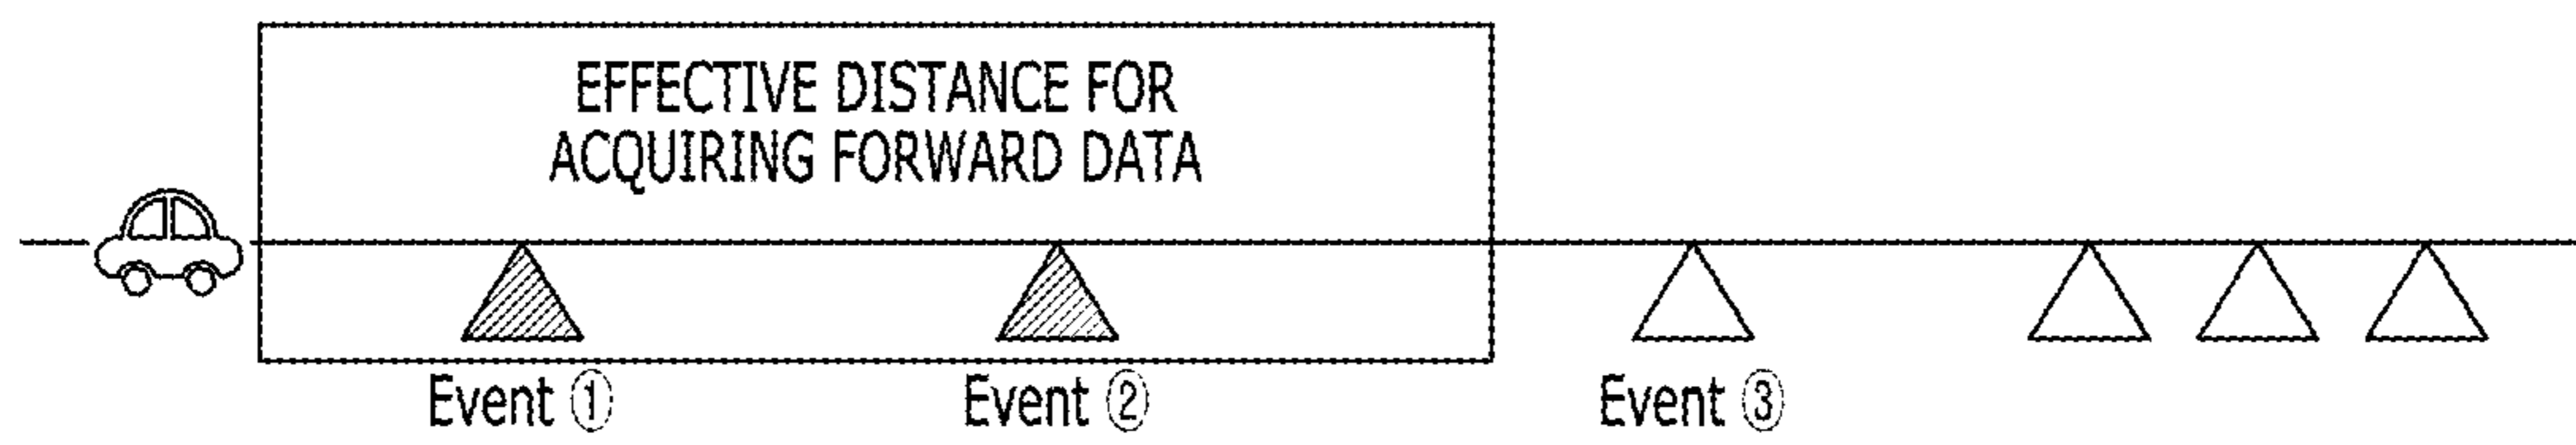 EFFECTIVE DISTANCE FOR
ACQUIRING FORWARD DATA
Event ① Event ② Event ③